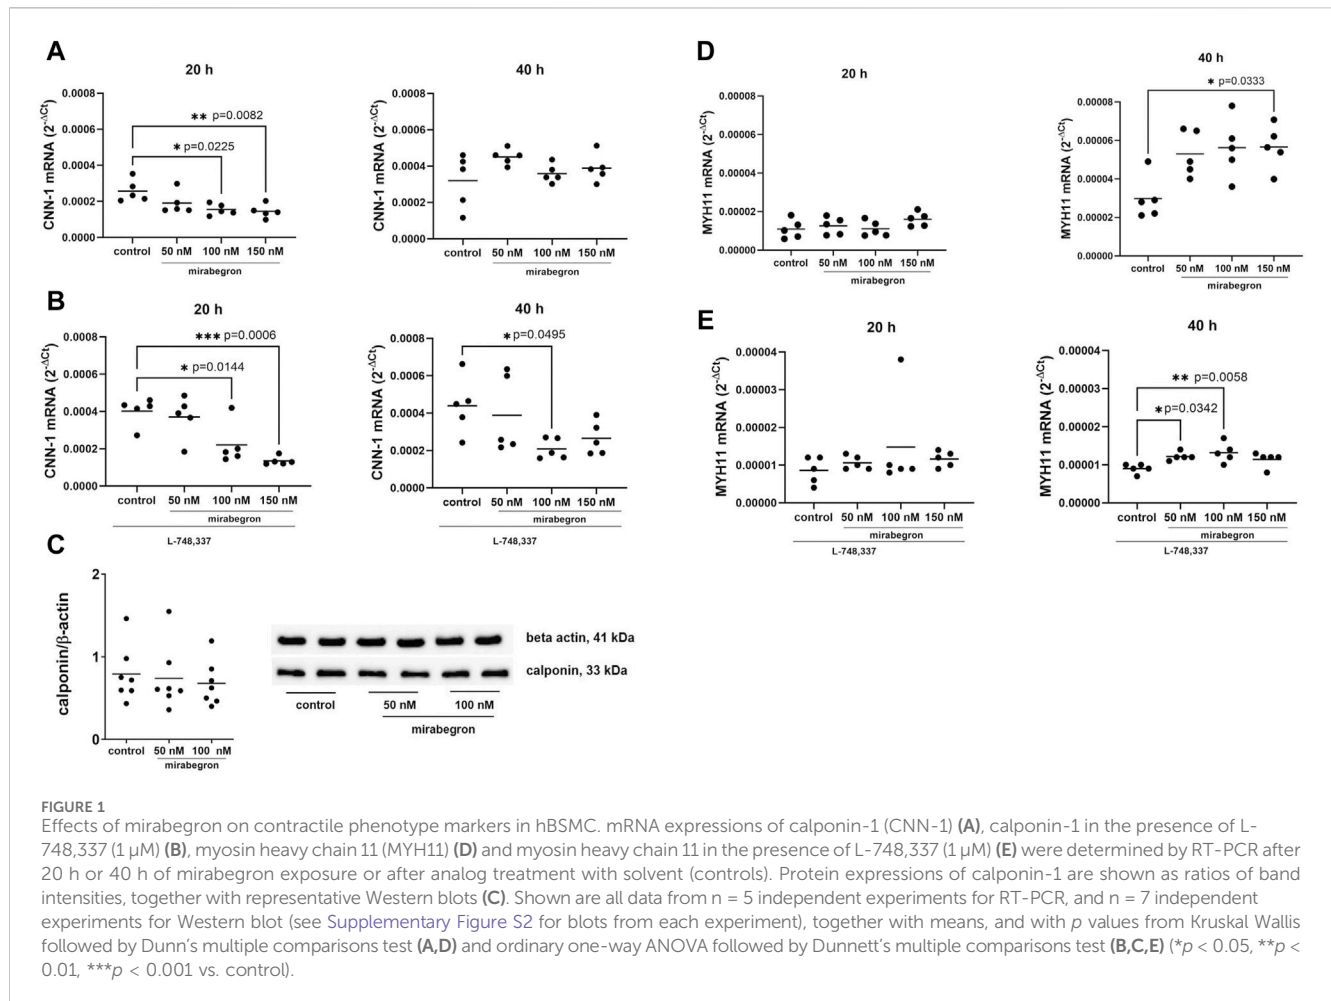 A
20 h
CNN-1 mRNA (2-ΔCt)
0.0008
0.0006
0.0004
0.0002
0.0000
** p=0.0082
* p=0.0225
control 50 nM 100 nM 150 nM
mirabegron
40 h
CNN-1 mRNA (2-ΔCt)
0.0008
0.0006
0.0004
0.0002
0.0000
control 50 nM 100 nM 150 nM
mirabegron
B
20 h
CNN-1 mRNA (2-ΔCt)
0.0008
0.0006
0.0004
0.0002
0.0000
*** p=0.0006
* p=0.0144
control 50 nM 100 nM 150 nM
mirabegron
L-748,337
40 h
CNN-1 mRNA (2-ΔCt)
0.0008
0.0006
0.0004
0.0002
0.0000
* p=0.0495
control 50 nM 100 nM 150 nM
mirabegron
L-748,337
C
calponin/β-actin
2
1
0
control 50 nM 100 nM
mirabegron
beta actin, 41 kDa
calponin, 33 kDa
control 50 nM 100 nM
mirabegron
D
20 h
MYH11 mRNA (2-ΔCt)
0.00008
0.00006
0.00004
0.00002
0.00000
control 50 nM 100 nM 150 nM
mirabegron
40 h
MYH11 mRNA (2-ΔCt)
0.00008
0.00006
0.00004
0.00002
0.00000
* p=0.0333
control 50 nM 100 nM 150 nM
mirabegron
E
20 h
MYH11 mRNA (2-ΔCt)
0.00004
0.00003
0.00002
0.00001
0.00000
control 50 nM 100 nM 150 nM
mirabegron
L-748,337
40 h
MYH11 mRNA (2-ΔCt)
0.00004
0.00003
0.00002
0.00001
0.00000
** p=0.0058
* p=0.0342
control 50 nM 100 nM 150 nM
mirabegron
L-748,337
FIGURE 1
Effects of mirabegron on contractile phenotype markers in hBSMC. mRNA expressions of calponin-1 (CNN-1) (A), calponin-1 in the presence of L-
748,337 (1 µM) (B), myosin heavy chain 11 (MYH11) (D) and myosin heavy chain 11 in the presence of L-748,337 (1 µM) (E) were determined by RT-PCR after
20 h or 40 h of mirabegron exposure or after analog treatment with solvent (controls). Protein expressions of calponin-1 are shown as ratios of band
intensities, together with representative Western blots (C). Shown are all data from n = 5 independent experiments for RT-PCR, and n = 7 independent
experiments for Western blot (see Supplementary Figure S2 for blots from each experiment), together with means, and with p values from Kruskal Wallis
followed by Dunn's multiple comparisons test (A,D) and ordinary one-way ANOVA followed by Dunnett's multiple comparisons test (B,C,E) (*p < 0.05, **p <
0.01, ***p < 0.001 vs. control).